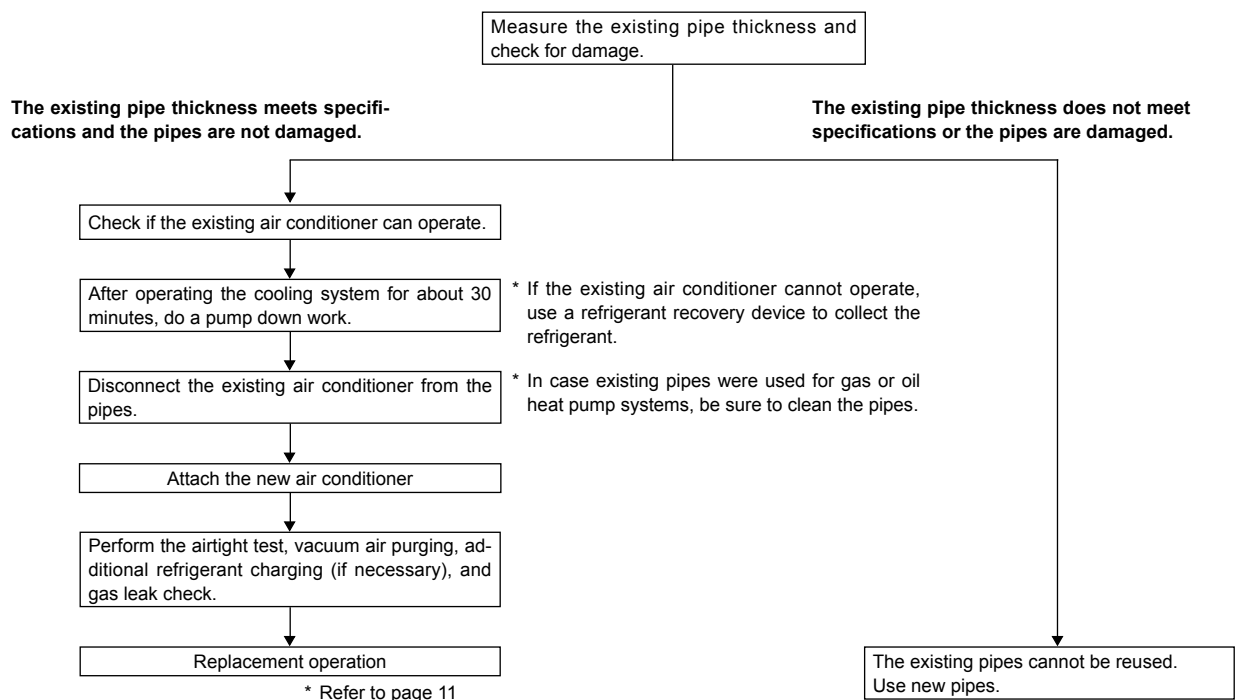 Measure the existing pipe thickness and
check for damage.
The existing pipe thickness meets specifi-
cations and the pipes are not damaged.
The existing pipe thickness does not meet
specifications or the pipes are damaged.
Check if the existing air conditioner can operate.
After operating the cooling system for about 30
minutes, do a pump down work.
* If the existing air conditioner cannot operate,
use a refrigerant recovery device to collect the
refrigerant.
Disconnect the existing air conditioner from the
pipes.
* In case existing pipes were used for gas or oil
heat pump systems, be sure to clean the pipes.
Attach the new air conditioner
Perform the airtight test, vacuum air purging, ad-
ditional refrigerant charging (if necessary), and
gas leak check.
Replacement operation
* Refer to page 11
The existing pipes cannot be reused.
Use new pipes.